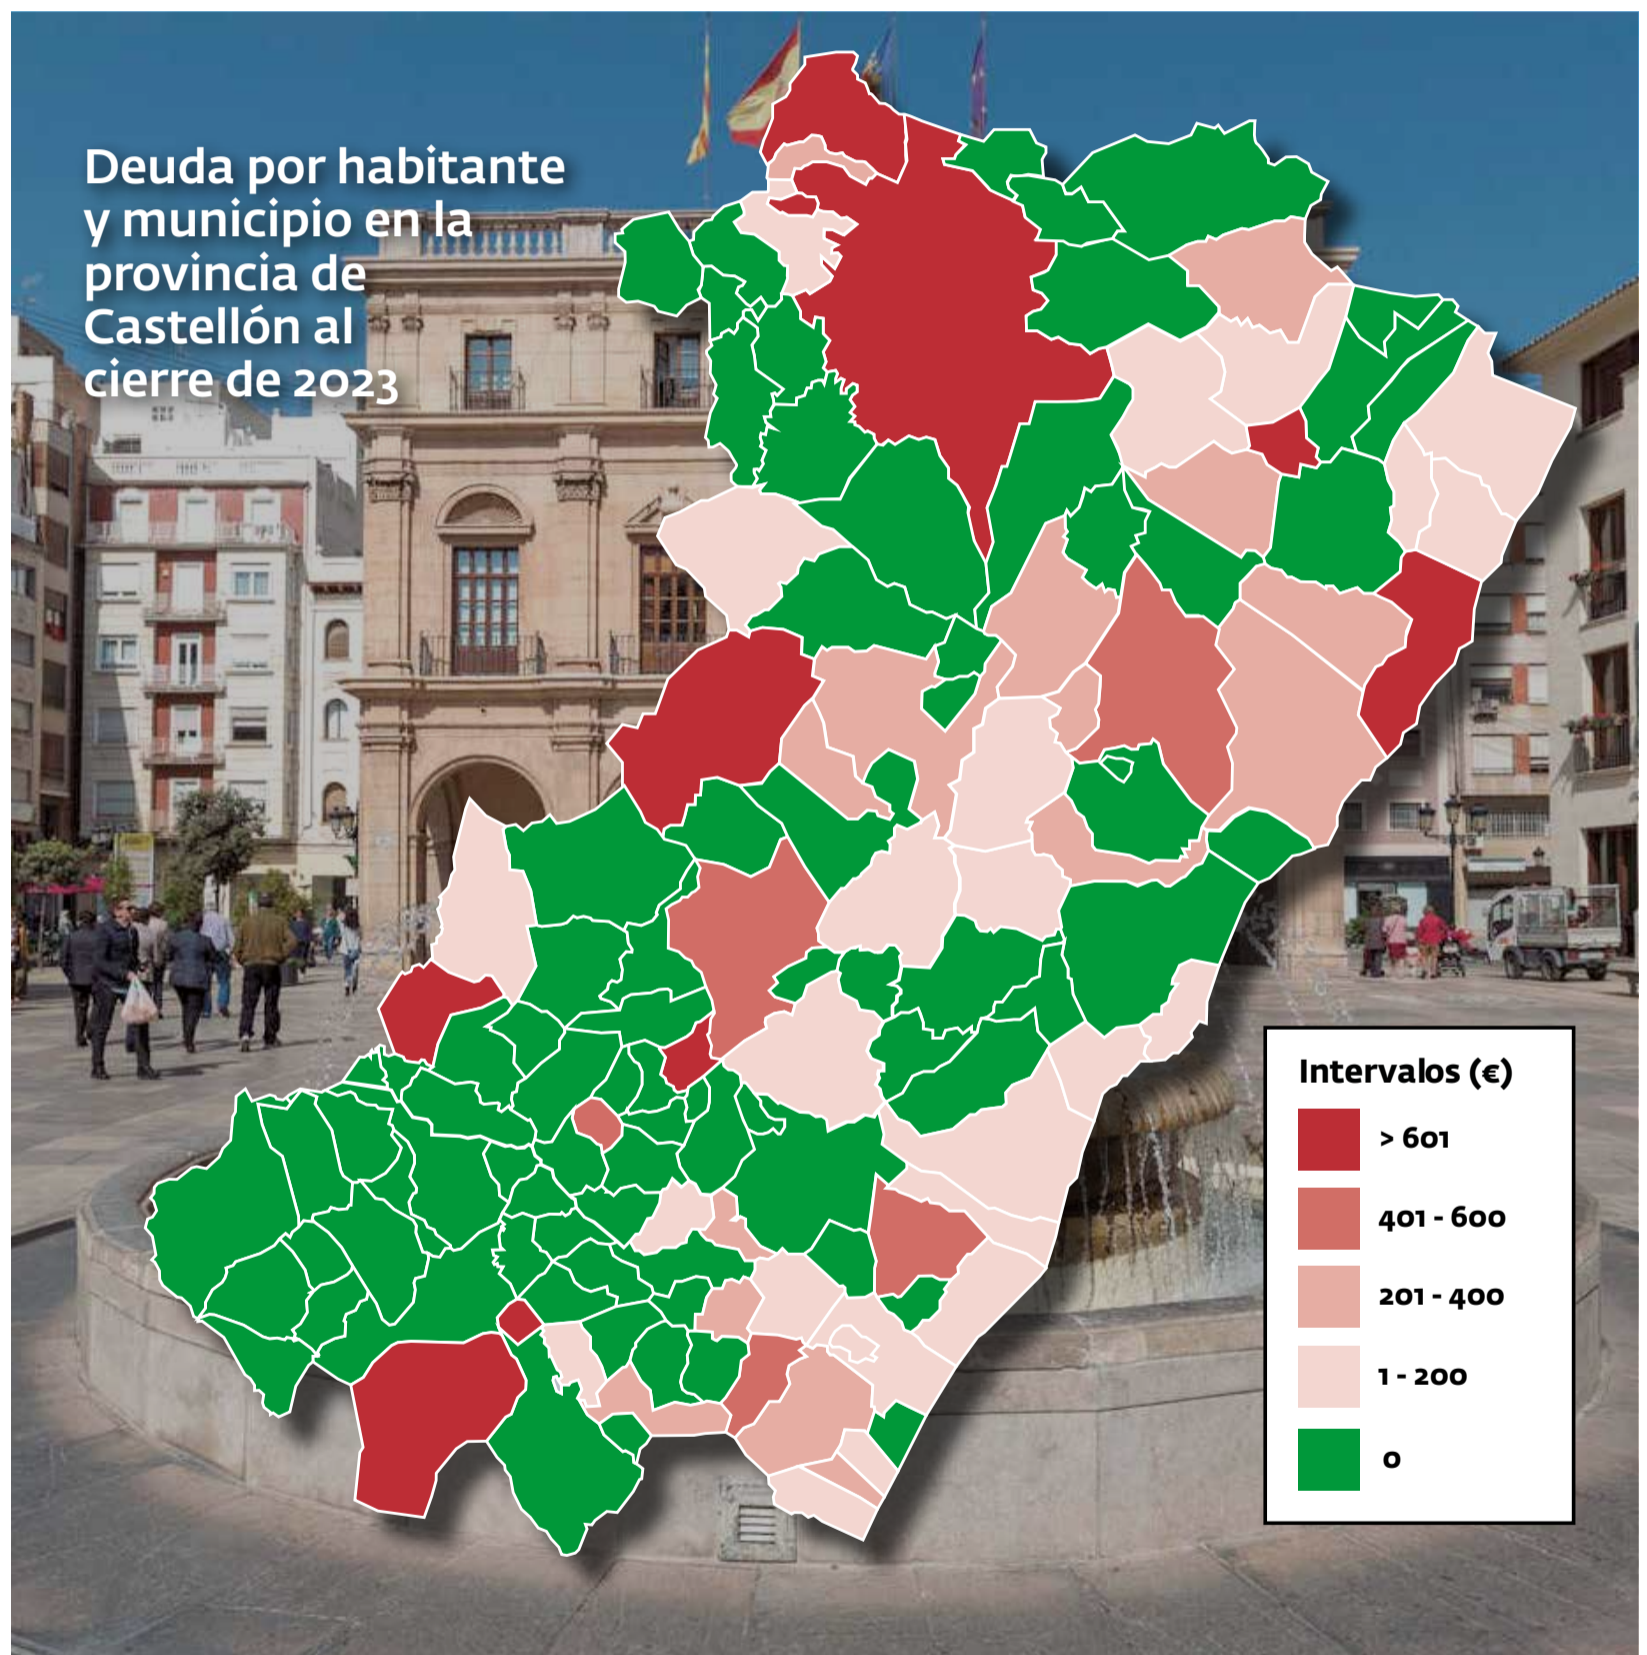 Deuda por habitante
y municipio en la
provincia de
Castellón al
cierre de 2023
Intervalos (€)
> 601
401 - 600
201 - 400
1 - 200
0